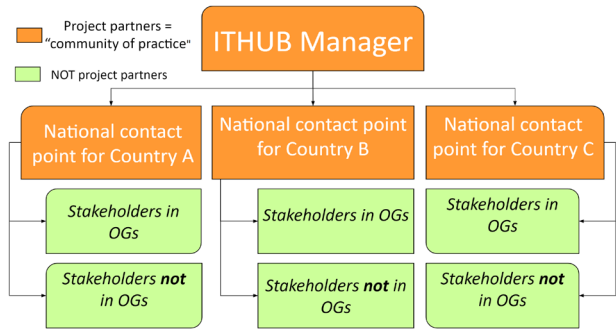 Project partners =
“community of practice"
NOT project partners
ITHUB Manager
National contact
point for Country A
National contact point
for Country B
National contact
point for Country C
Stakeholders in
OGs
Stakeholders in OGs
Stakeholders in
OGs
Stakeholders not
in OGs
Stakeholders not in
OGs
Stakeholders not
in OGs